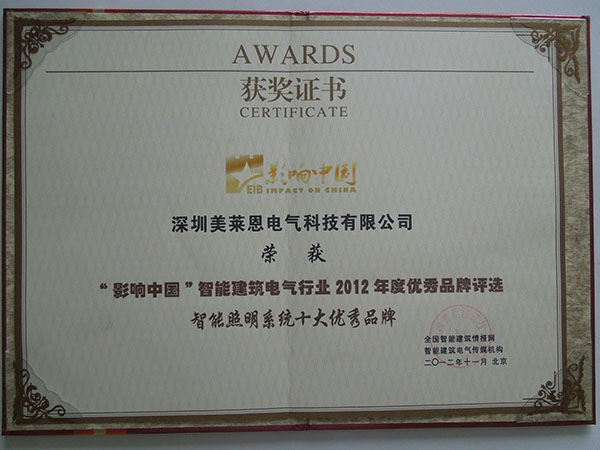 AWARDS
获奖证书
CERTIFICATE
EIB 影响中国
IMPACT ON CHINA
深圳美莱恩电气科技有限公司
荣获
“影响中国”智能建筑电气行业2012年度优秀品牌评选
智能照明系统十大优秀品牌
全国智能建筑情报网
智能建筑电气传媒机构
二〇一二年十一月 北京